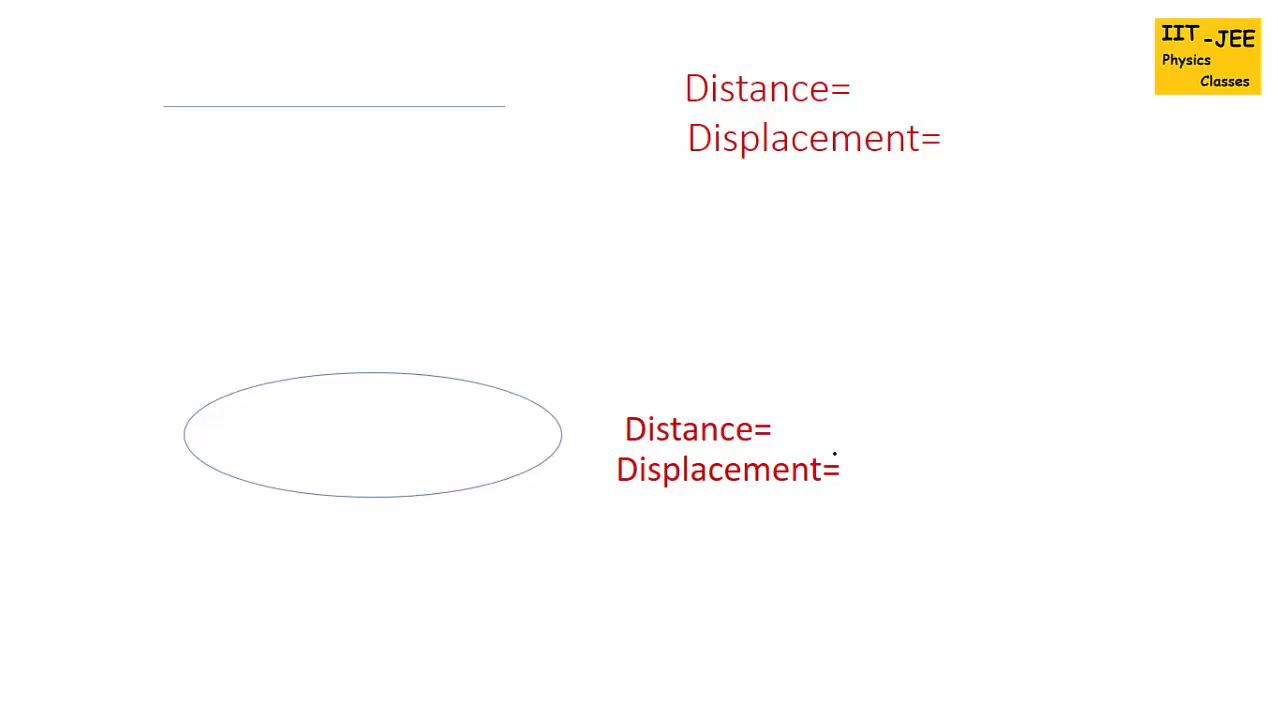 IIT -JEE
Physics
Classes
Distance=
Displacement=
Distance=
Displacement=